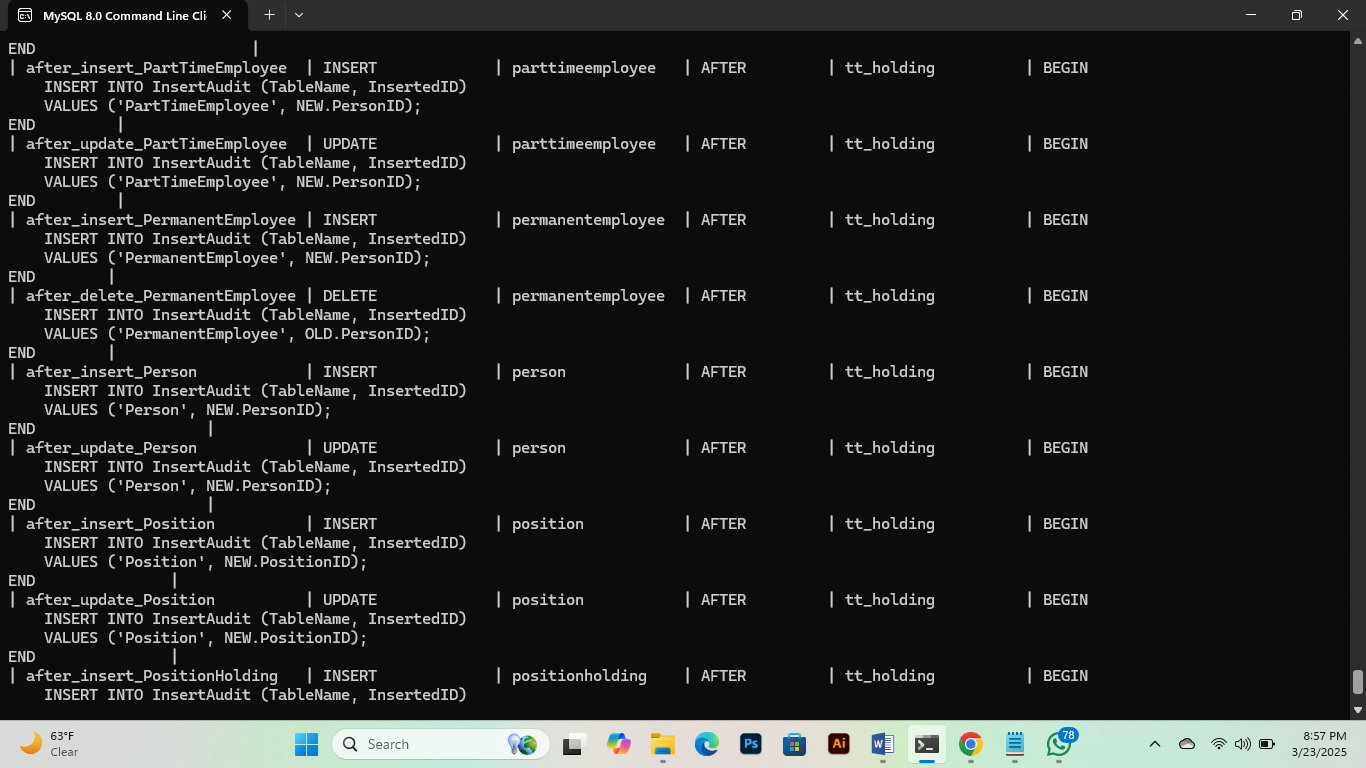 MySQL 8.0 Command Line Cli
END                        |
| after_insert_PartTimeEmployee  | INSERT             | parttimeemployee   | AFTER         | tt_holding          | BEGIN
    INSERT INTO InsertAudit (TableName, InsertedID)
    VALUES ('PartTimeEmployee', NEW.PersonID);
END         |
| after_update_PartTimeEmployee  | UPDATE             | parttimeemployee   | AFTER         | tt_holding          | BEGIN
    INSERT INTO InsertAudit (TableName, InsertedID)
    VALUES ('PartTimeEmployee', NEW.PersonID);
END         |
| after_insert_PermanentEmployee | INSERT             | permanentemployee  | AFTER         | tt_holding          | BEGIN
    INSERT INTO InsertAudit (TableName, InsertedID)
    VALUES ('PermanentEmployee', NEW.PersonID);
END        |
| after_delete_PermanentEmployee | DELETE             | permanentemployee  | AFTER         | tt_holding          | BEGIN
    INSERT INTO InsertAudit (TableName, InsertedID)
    VALUES ('PermanentEmployee', OLD.PersonID);
END        |
| after_insert_Person            | INSERT             | person             | AFTER         | tt_holding          | BEGIN
    INSERT INTO InsertAudit (TableName, InsertedID)
    VALUES ('Person', NEW.PersonID);
END                   |
| after_update_Person            | UPDATE             | person             | AFTER         | tt_holding          | BEGIN
    INSERT INTO InsertAudit (TableName, InsertedID)
    VALUES ('Person', NEW.PersonID);
END                   |
| after_insert_Position          | INSERT             | position           | AFTER         | tt_holding          | BEGIN
    INSERT INTO InsertAudit (TableName, InsertedID)
    VALUES ('Position', NEW.PositionID);
END               |
| after_update_Position          | UPDATE             | position           | AFTER         | tt_holding          | BEGIN
    INSERT INTO InsertAudit (TableName, InsertedID)
    VALUES ('Position', NEW.PositionID);
END               |
| after_insert_PositionHolding   | INSERT             | positionholding    | AFTER         | tt_holding          | BEGIN
    INSERT INTO InsertAudit (TableName, InsertedID)
63°F
Clear
Search
Ps
Ai
W
78
8:57 PM
3/23/2025